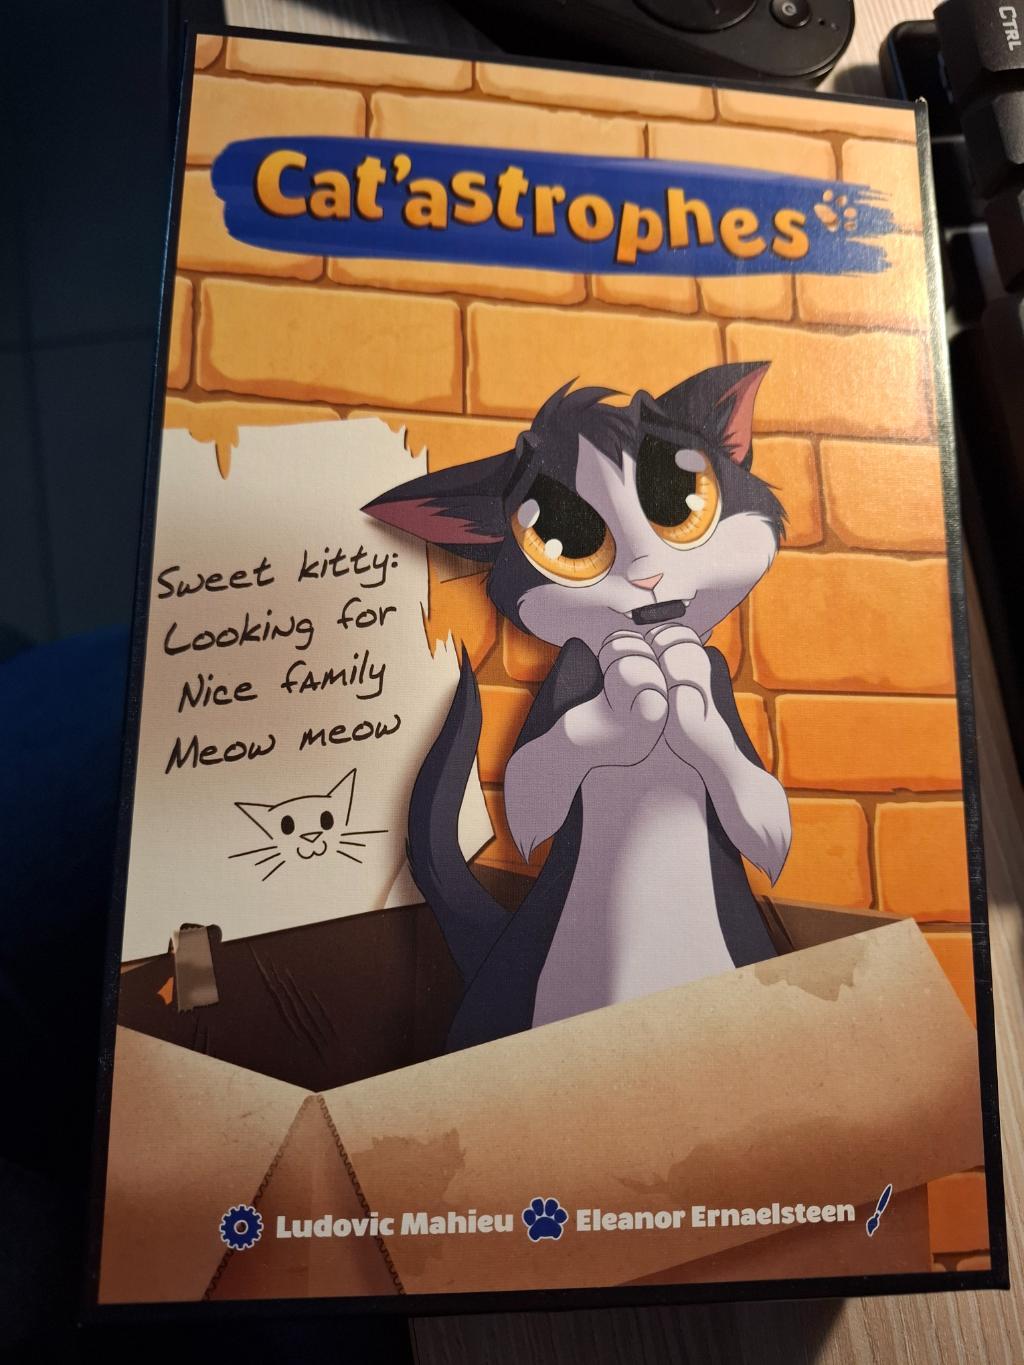 CTRL
Cat'astrophes
Sweet kitty:
Looking for
Nice family
Meow meow
Ludovic Mahieu Eleanor Ernaelsteen